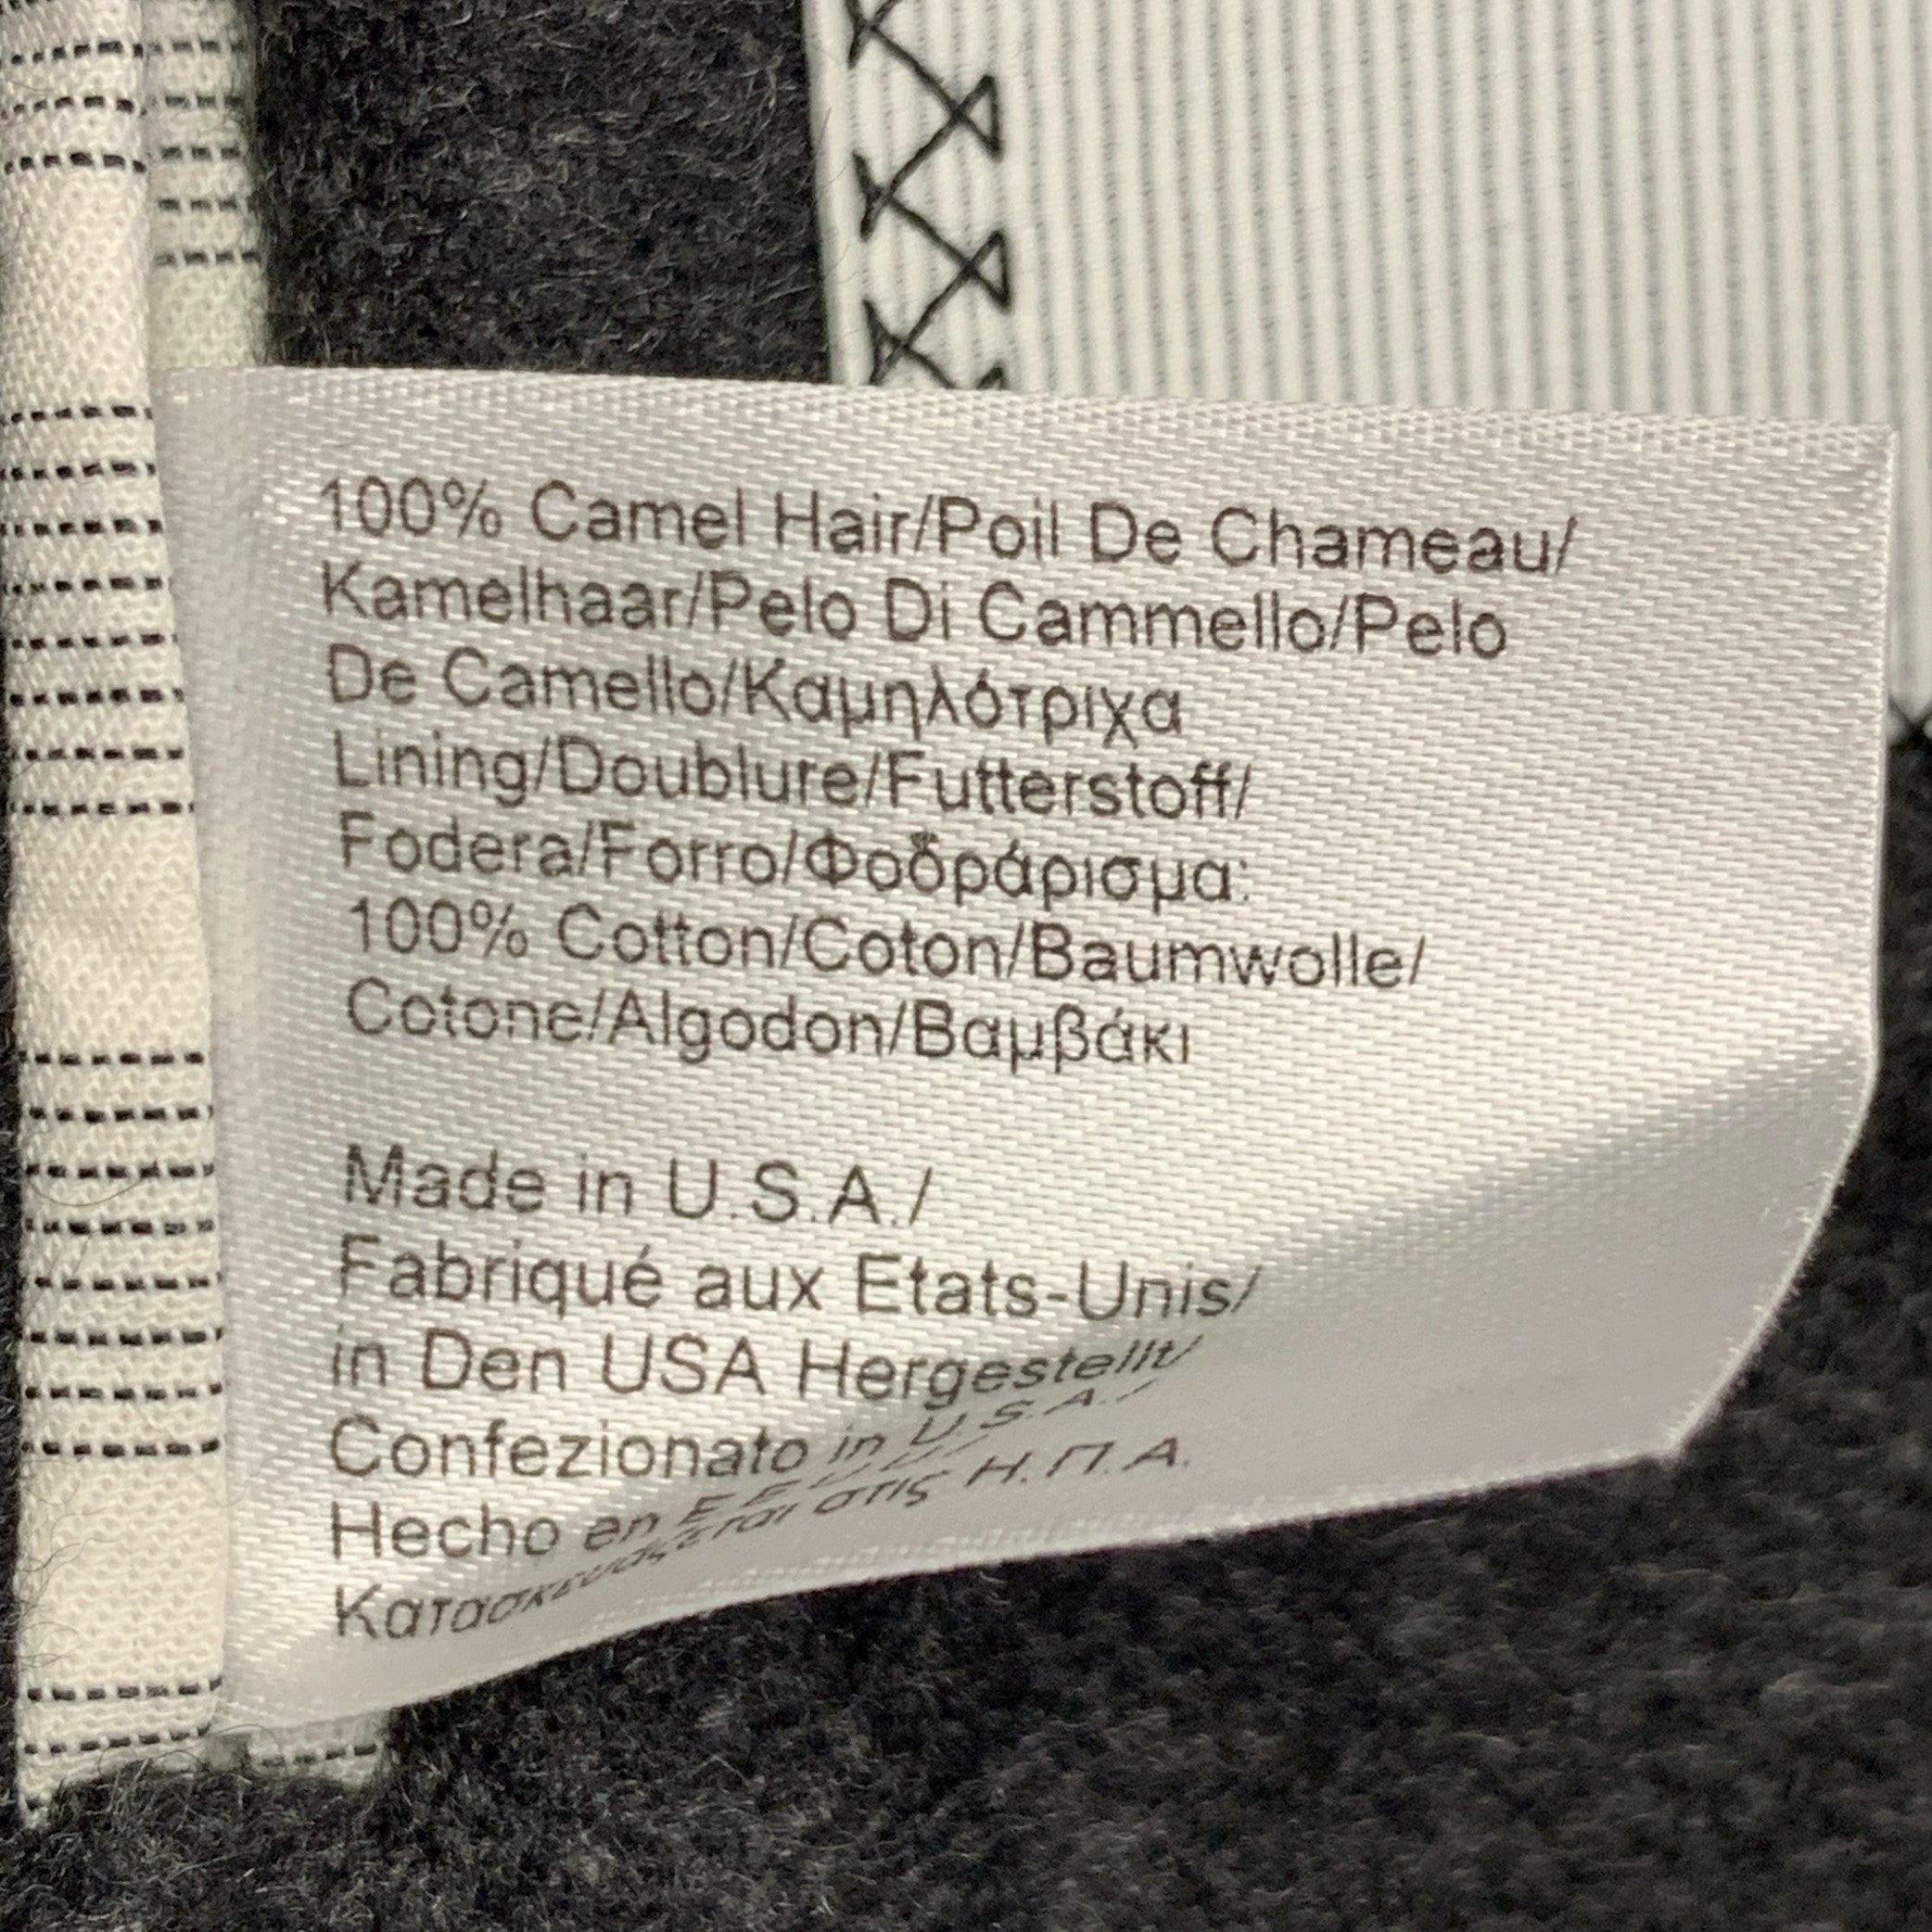 100% Camel Hair/Poil De Chameau/
Kamelhaar/Pelo Di Cammello/Pelo
De Camello/Καμηλότριχα
Lining/Doublure/Futterstoff/
Fodera/Forro/Φοδράρισμα:
100% Cotton/Coton/Baumwolle/
Cotone/Algodon/Βαμβάκι
Made in U.S.A./
Fabriqué aux Etats-Unis/
in Den USA Hergestellt/
Confezionato in U.S.A./
Hecho en
Κατασκευάζεται στις Η.Π.Α.